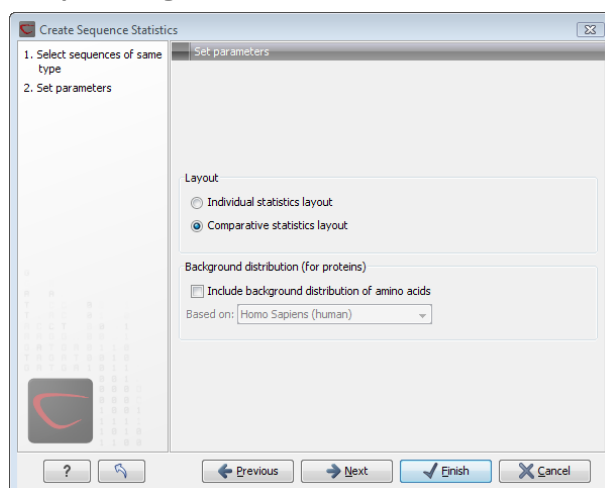 Create Sequence Statistics
1. Select sequences of same
type
2. Set parameters
Set parameters
Layout
Individual statistics layout
Comparative statistics layout
Background distribution (for proteins)
Include background distribution of amino acids
Based on: Homo Sapiens (human)
? Previous Next Finish Cancel